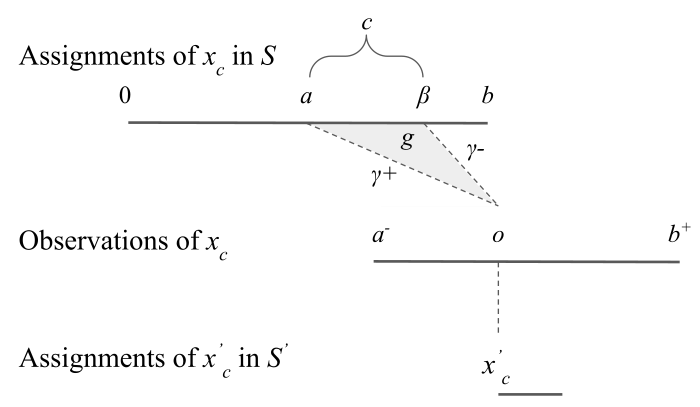 c
Assignments of x_c in S
0 a β b
g
γ-
γ+
a⁻ o b⁺
Observations of x_c
Assignments of x'_c in S'
x'_c